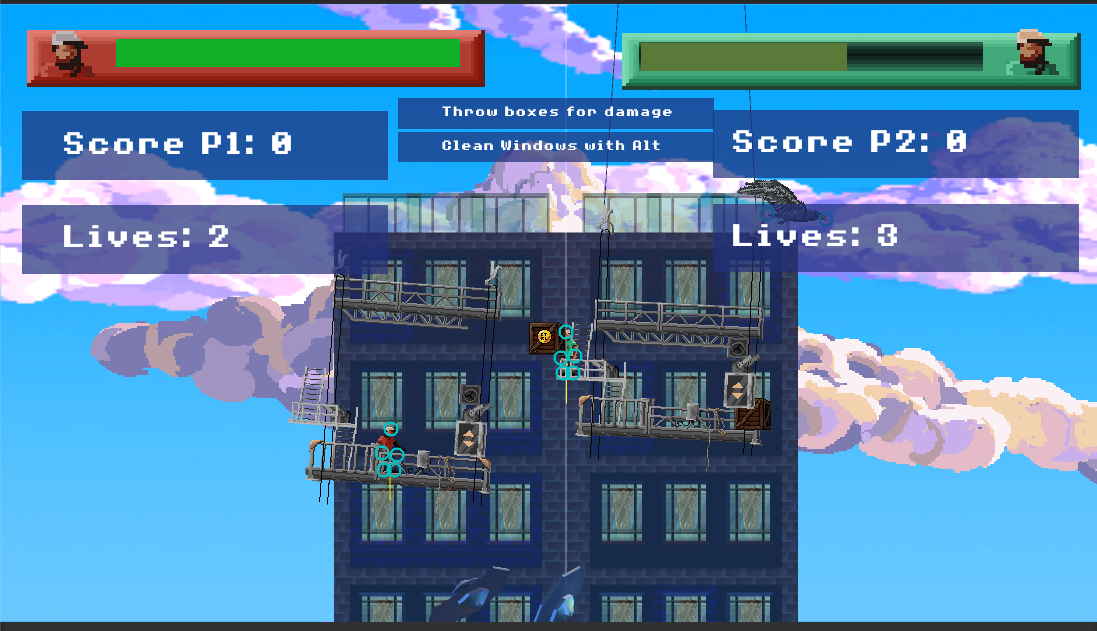 Throw boxes for damage
Clean Windows with Alt
Score P1: 0
Score P2: 0
Lives: 2
Lives: 3